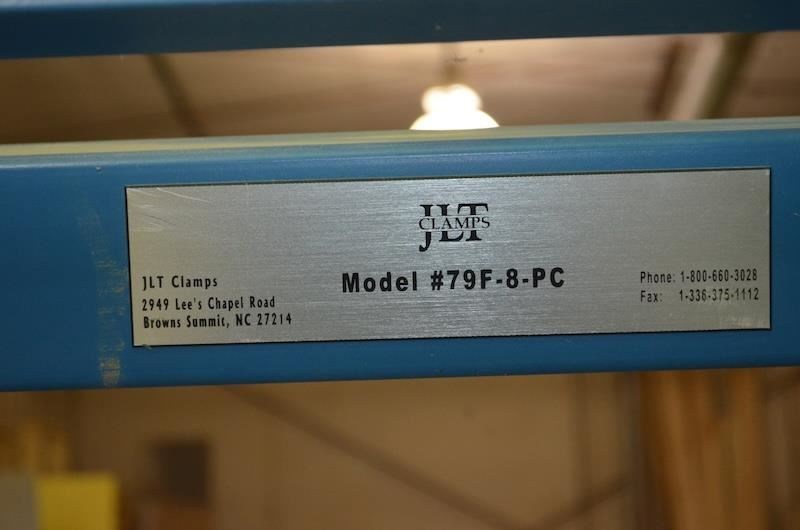 JLT
CLAMPS
Model #79F-8-PC
JLT Clamps
2949 Lee's Chapel Road
Browns Summit, NC 27214
Phone: 1-800-660-3028
Fax: 1-336-375-1112